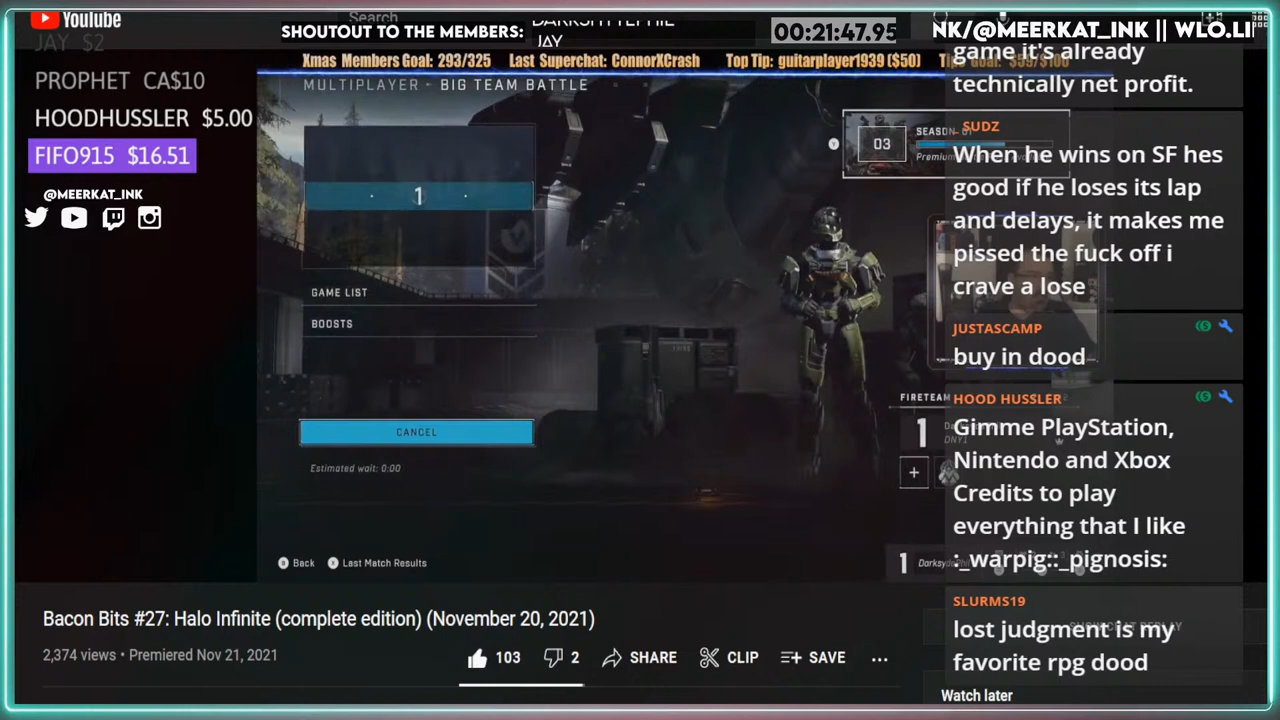 YouTube
Search
SHOUTOUT TO THE MEMBERS:
JAY
00:21:47.95
NK/@MEERKAT_INK || WLO.LI
JAY $2
PROPHET CA$10
HOODHUSSLER $5.00
FIFO915 $16.51
@MEERKAT_INK
Xmas Members Goal: 293/325
Last Superchat: ConnorXCrash
Top Tip: guitarplayer1939 ($50)
MULTIPLAYER - BIG TEAM BATTLE
1
GAME LIST
BOOSTS
CANCEL
Estimated wait: 0:00
Back
Last Match Results
Y
03
SEASON
Premium
FIRETEAM
1
DNY1
+
1
game it's already
technically net profit.
SUDZ
When he wins on SF hes
good if he loses its lap
and delays, it makes me
pissed the fuck off i
crave a lose
JUSTASCAMP
buy in dood
HOOD HUSSLER
Gimme PlayStation,
Nintendo and Xbox
Credits to play
everything that I like
:_warpig::_pignosis:
SLURMS19
lost judgment is my
favorite rpg dood
Bacon Bits #27: Halo Infinite (complete edition) (November 20, 2021)
2,374 views • Premiered Nov 21, 2021
103
2
SHARE
CLIP
SAVE
Watch later